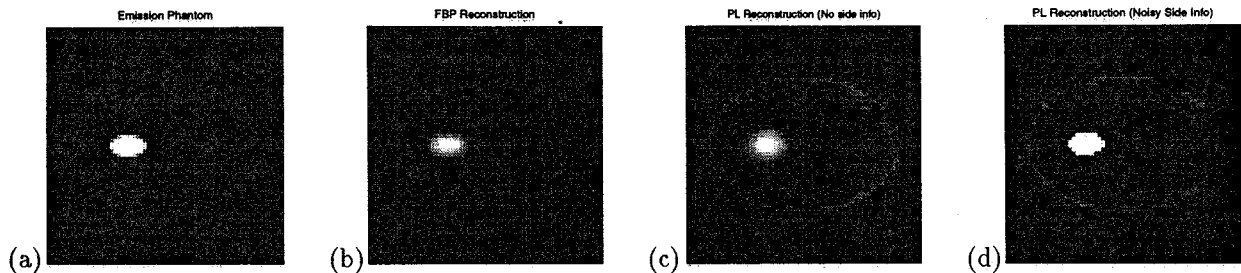 Emission Phantom
FBP Reconstruction
PL Reconstruction (No side info)
PL Reconstruction (Noisy Side Info)
(a)
(b)
(c)
(d)